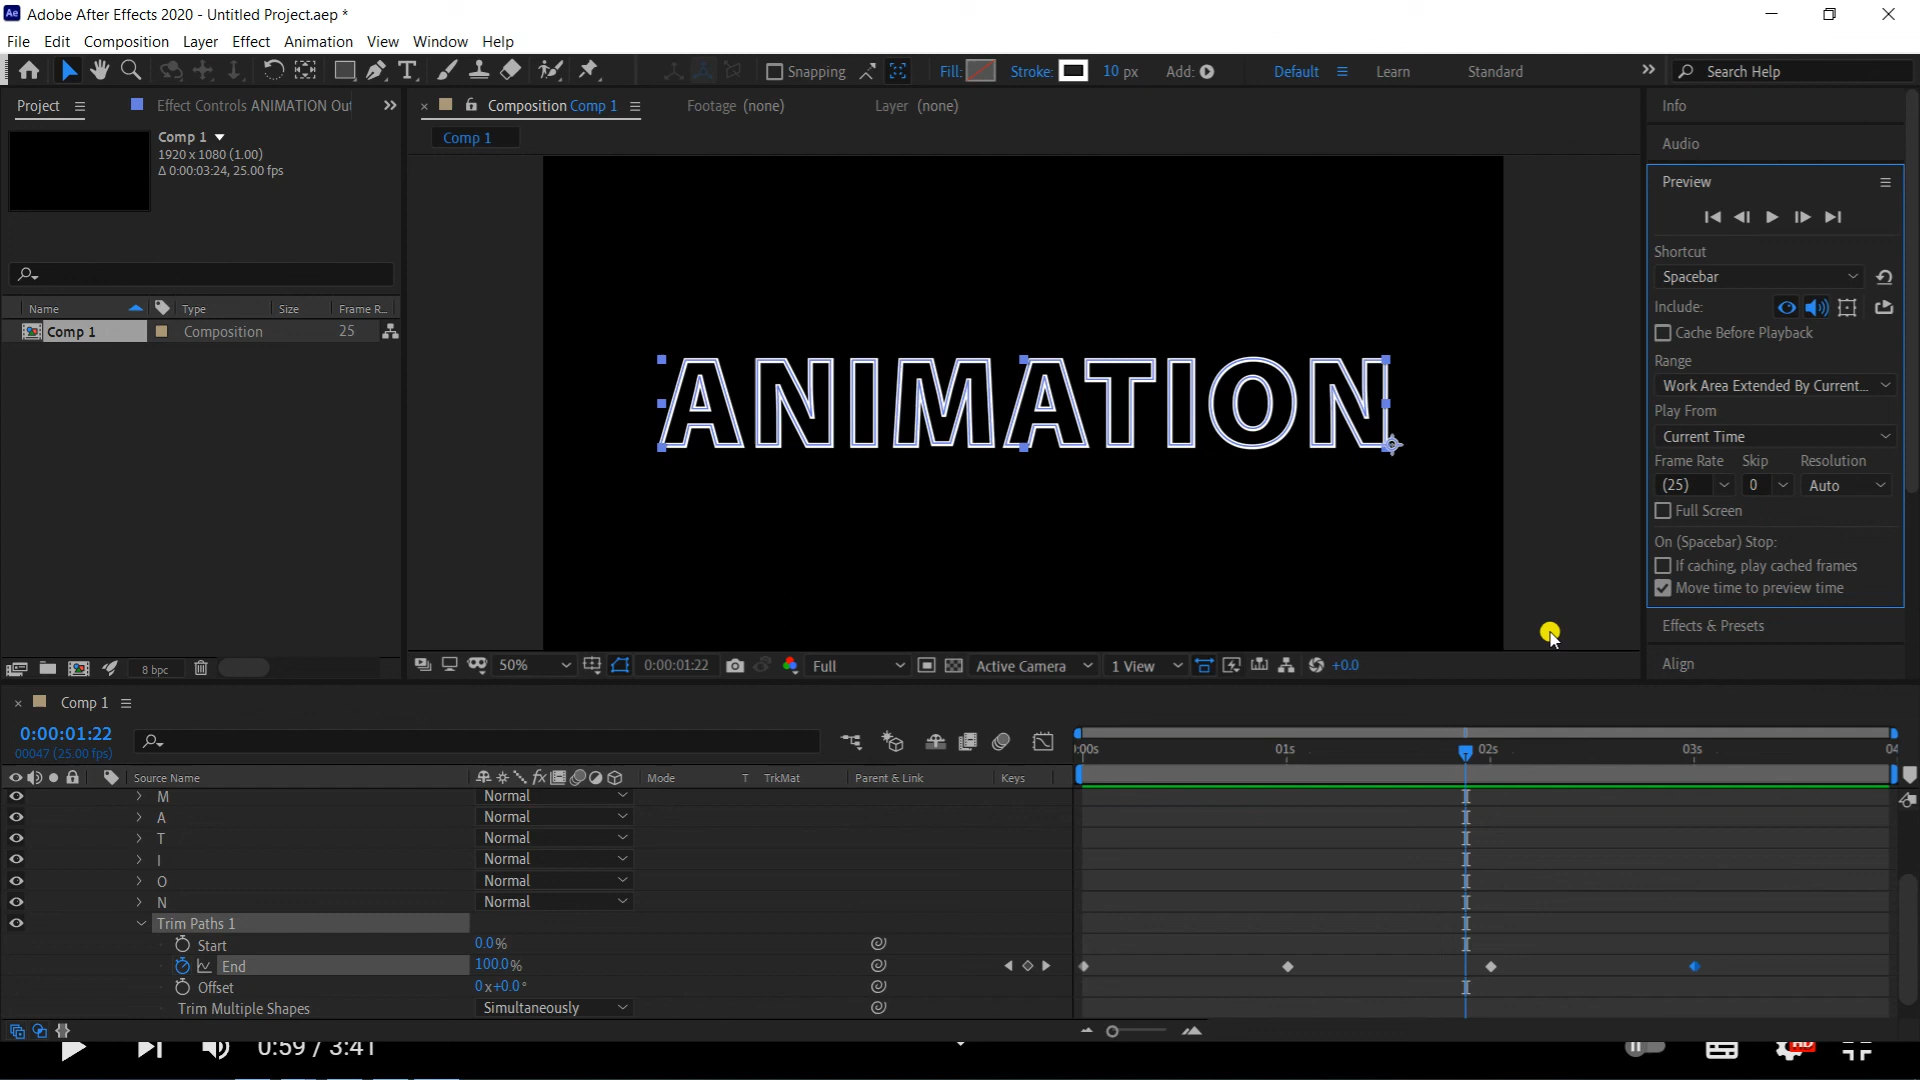 Adobe After Effects 2020 - Untitled Project.aep *
File Edit Composition Layer Effect Animation View Window Help
Snapping Fill: Stroke: 10 px Add: Default Learn Standard Search Help
Project Effect Controls ANIMATION Ou
Composition Comp 1 Footage (none) Layer (none)
Comp 1
Comp 1
1920 x 1080 (1.00)
Δ 0:00:03:24, 25.00 fps
Name Type Size Frame R...
Comp 1 Composition 25
8 bpc
ANIMATION
50% 0:00:01:22 Full Active Camera 1 View +0.0
Info
Audio
Preview
Shortcut
Spacebar
Include:
Cache Before Playback
Range
Work Area Extended By Current...
Play From
Current Time
Frame Rate Skip Resolution
(25) 0 Auto
Full Screen
On (Spacebar) Stop:
If caching, play cached frames
Move time to preview time
Effects & Presets
Align
Comp 1
0:00:01:22
00047 (25.00 fps)
:00s 01s 02s 03s 04
Source Name fx Mode T TrkMat Parent & Link Keys
M Normal
A Normal
T Normal
I Normal
O Normal
N Normal
Trim Paths 1
Start 0.0%
End 100.0%
Offset 0x+0.0°
Trim Multiple Shapes Simultaneously
0:59 / 3:41
HD